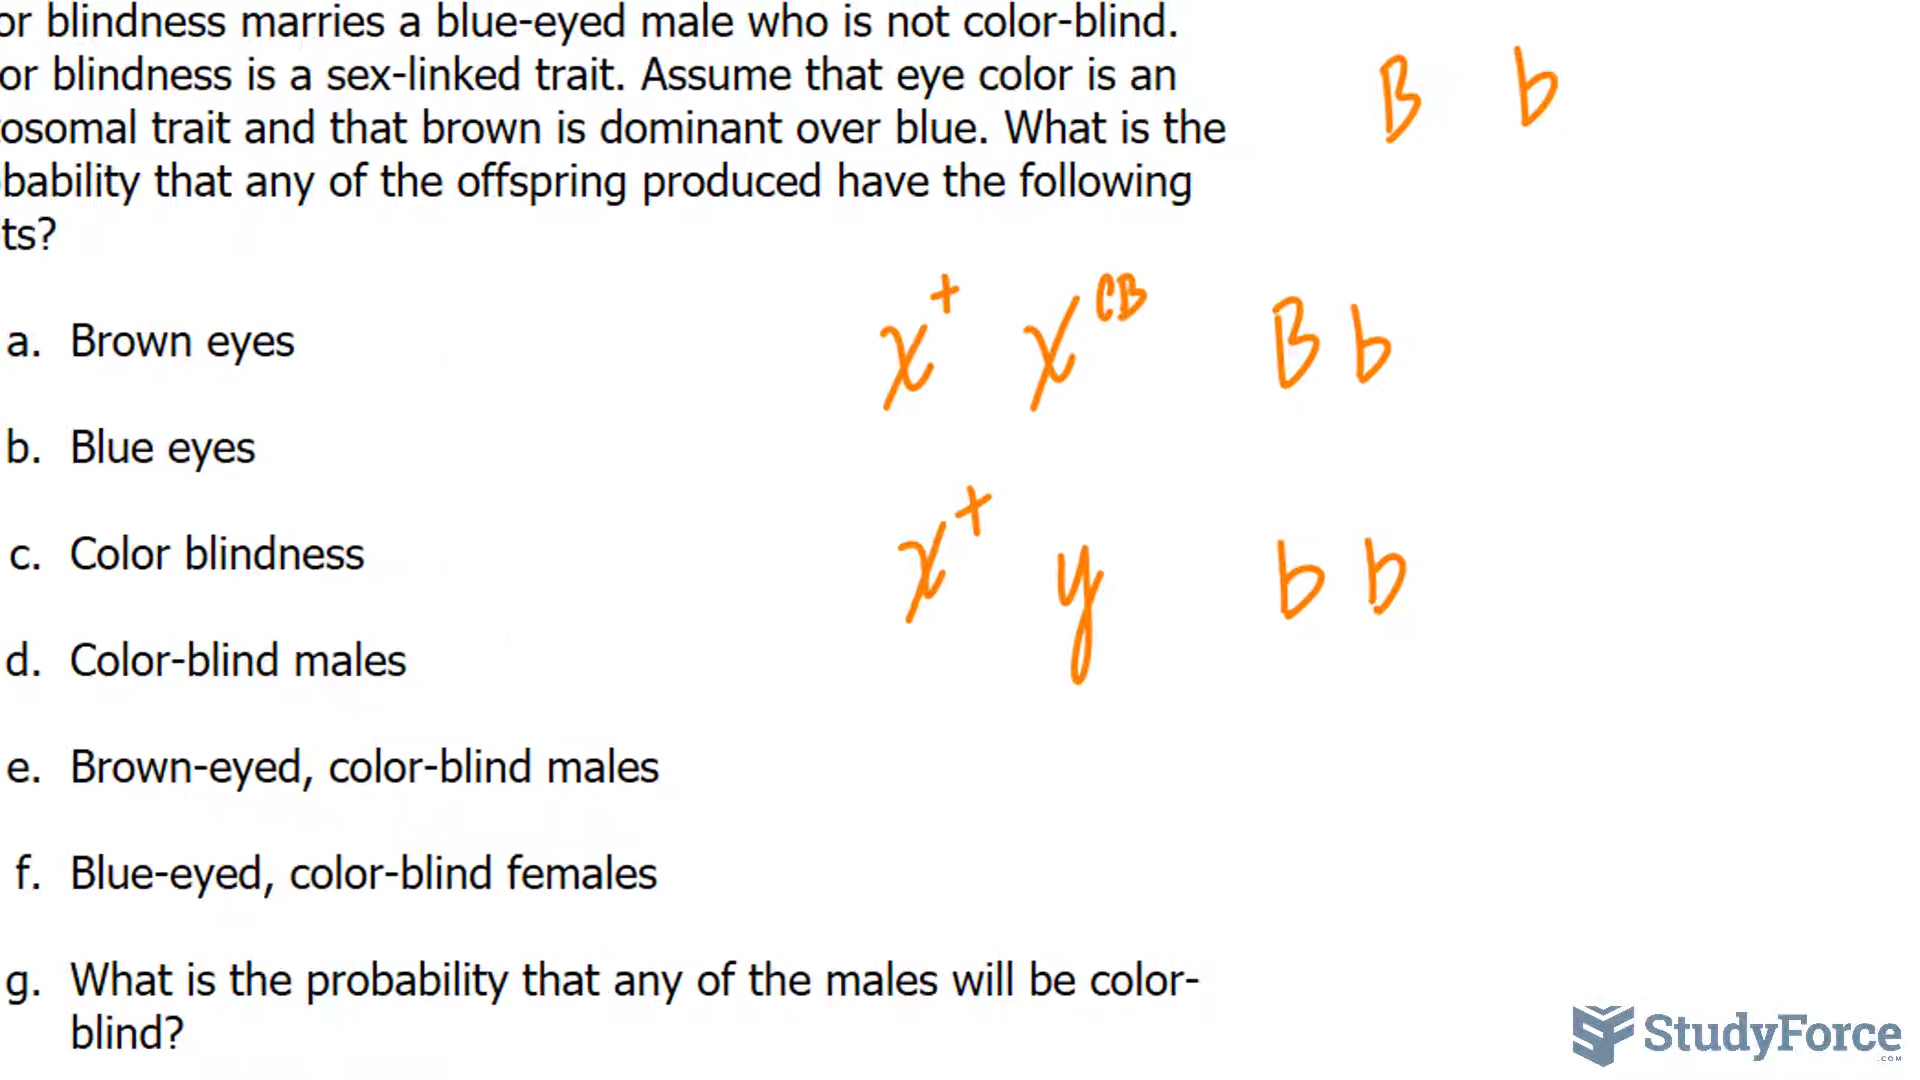 or blindness marries a blue-eyed male who is not color-blind.
or blindness is a sex-linked trait. Assume that eye color is an
osomal trait and that brown is dominant over blue. What is the
bability that any of the offspring produced have the following
ts?
B b
a. Brown eyes
x+ xCB B b
b. Blue eyes
c. Color blindness
x+ y b b
d. Color-blind males
e. Brown-eyed, color-blind males
f. Blue-eyed, color-blind females
g. What is the probability that any of the males will be color-
blind?
StudyForce
.COM